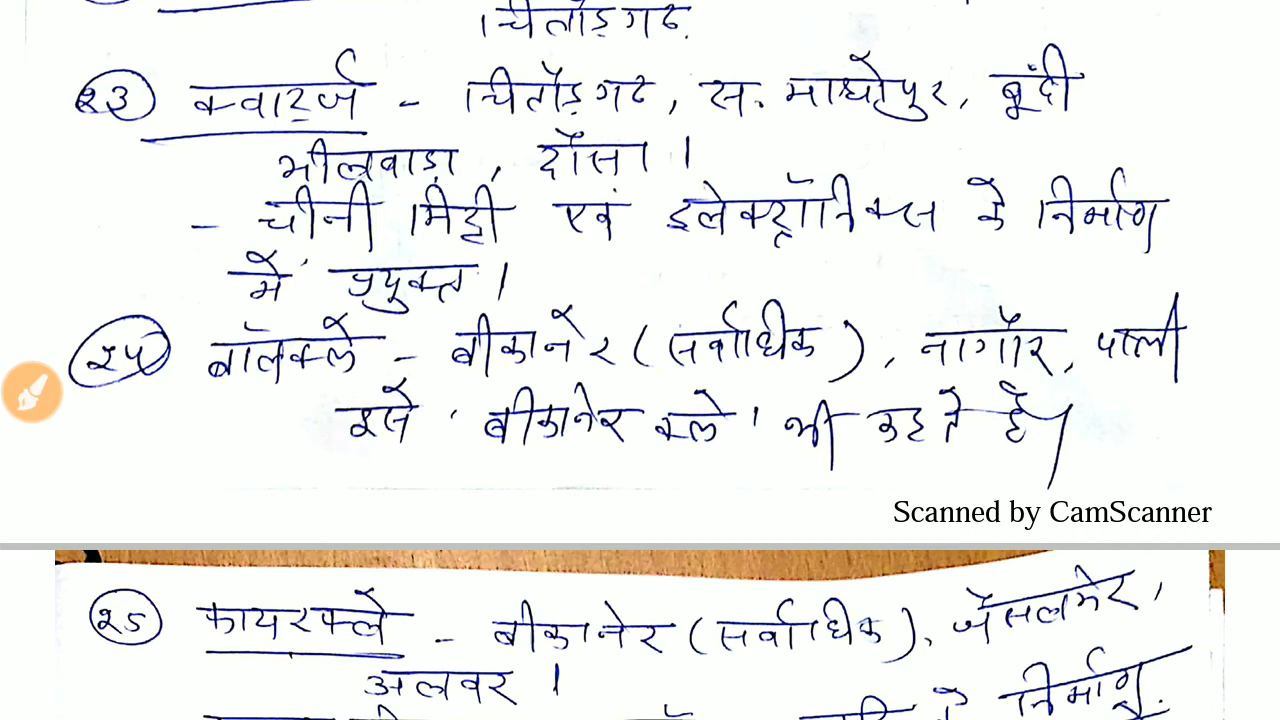 चितौड़गढ.
२३ क्वार्टज - चितौड़गढ, स. माधोपुर, बूंदी
भीलवाड़ा, दौसा।
- चीनी मिट्टी एवं इलेक्ट्रॉनिक्स के निर्माण
में प्रयुक्त।
२४ बॉलक्ले - बीकानेर (सर्वाधिक), नागौर, पाली
इसे 'बीकानेर क्ले' भी कहते है।
Scanned by CamScanner
२५ फायरक्ले - बीकानेर (सर्वाधिक), जैसलमेर,
अलवर।
निर्माण